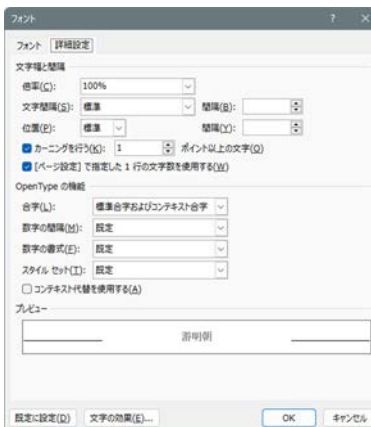 フォント ? ×
フォント 詳細設定
文字幅と間隔
倍率(C): 100%
文字間隔(S): 標準 間隔(B):
位置(P): 標準 間隔(Y):
カーニングを行う(K): 1 ポイント以上の文字(O)
[ページ設定] で指定した 1 行の文字数を使用する(W)
OpenType の機能
合字(L): 標準合字およびコンテキスト合字
数字の間隔(M): 既定
数字の書式(F): 既定
スタイル セット(T): 既定
コンテキスト代替を使用する(A)
プレビュー
游明朝
既定に設定(D) 文字の効果(E)... OK キャンセル